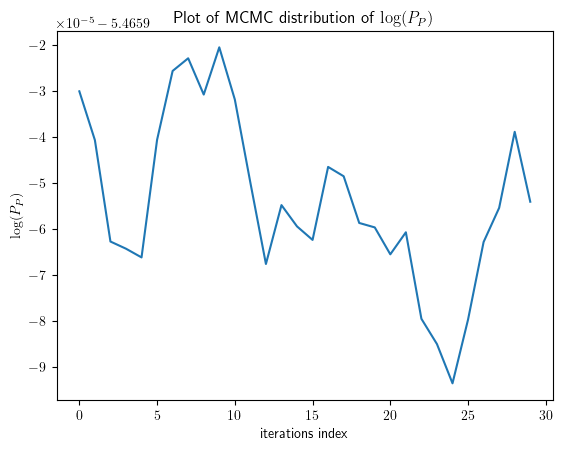 Plot of MCMC distribution of log(P_P)
×10⁻⁵ − 5.4659
−2
−3
−4
−5
−6
−7
−8
−9
log(P_P)
0 5 10 15 20 25 30
iterations index